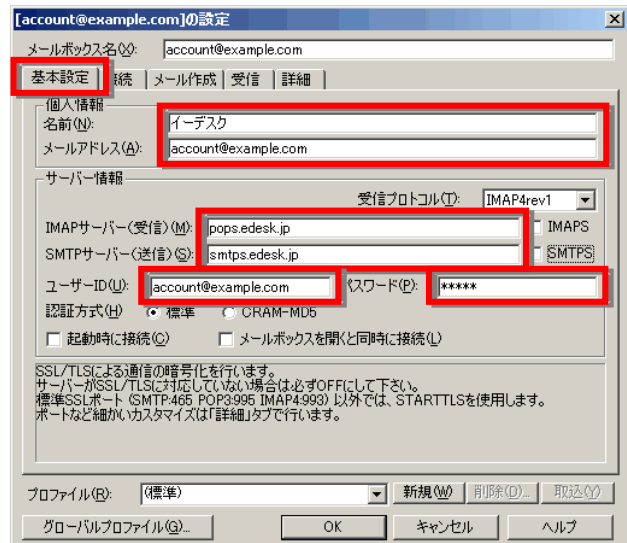 [account@example.com]の設定
メールボックス名(X): account@example.com
基本設定 接続 メール作成 受信 詳細
個人情報
名前(N): イーデスク
メールアドレス(A): account@example.com
サーバー情報
受信プロトコル(T): IMAP4rev1
IMAPサーバー(受信)(M): pops.edesk.jp IMAPS
SMTPサーバー(送信)(S): smtps.edesk.jp SMTPS
ユーザーID(U): account@example.com パスワード(P): *****
認証方式(H) 標準 CRAM-MD5
起動時に接続(C) メールボックスを開くと同時に接続(L)
SSL/TLSによる通信の暗号化を行います。
サーバーがSSL/TLSに対応していない場合は必ずOFFにして下さい。
標準SSLポート (SMTP:465 POP3:995 IMAP4:993) 以外では、STARTTLSを使用します。
ポートなど細かいカスタマイズは「詳細」タブで行います。
プロファイル(R): (標準) 新規(W) 削除(D)... 取込(Y)
グローバルプロファイル(G)... OK キャンセル ヘルプ